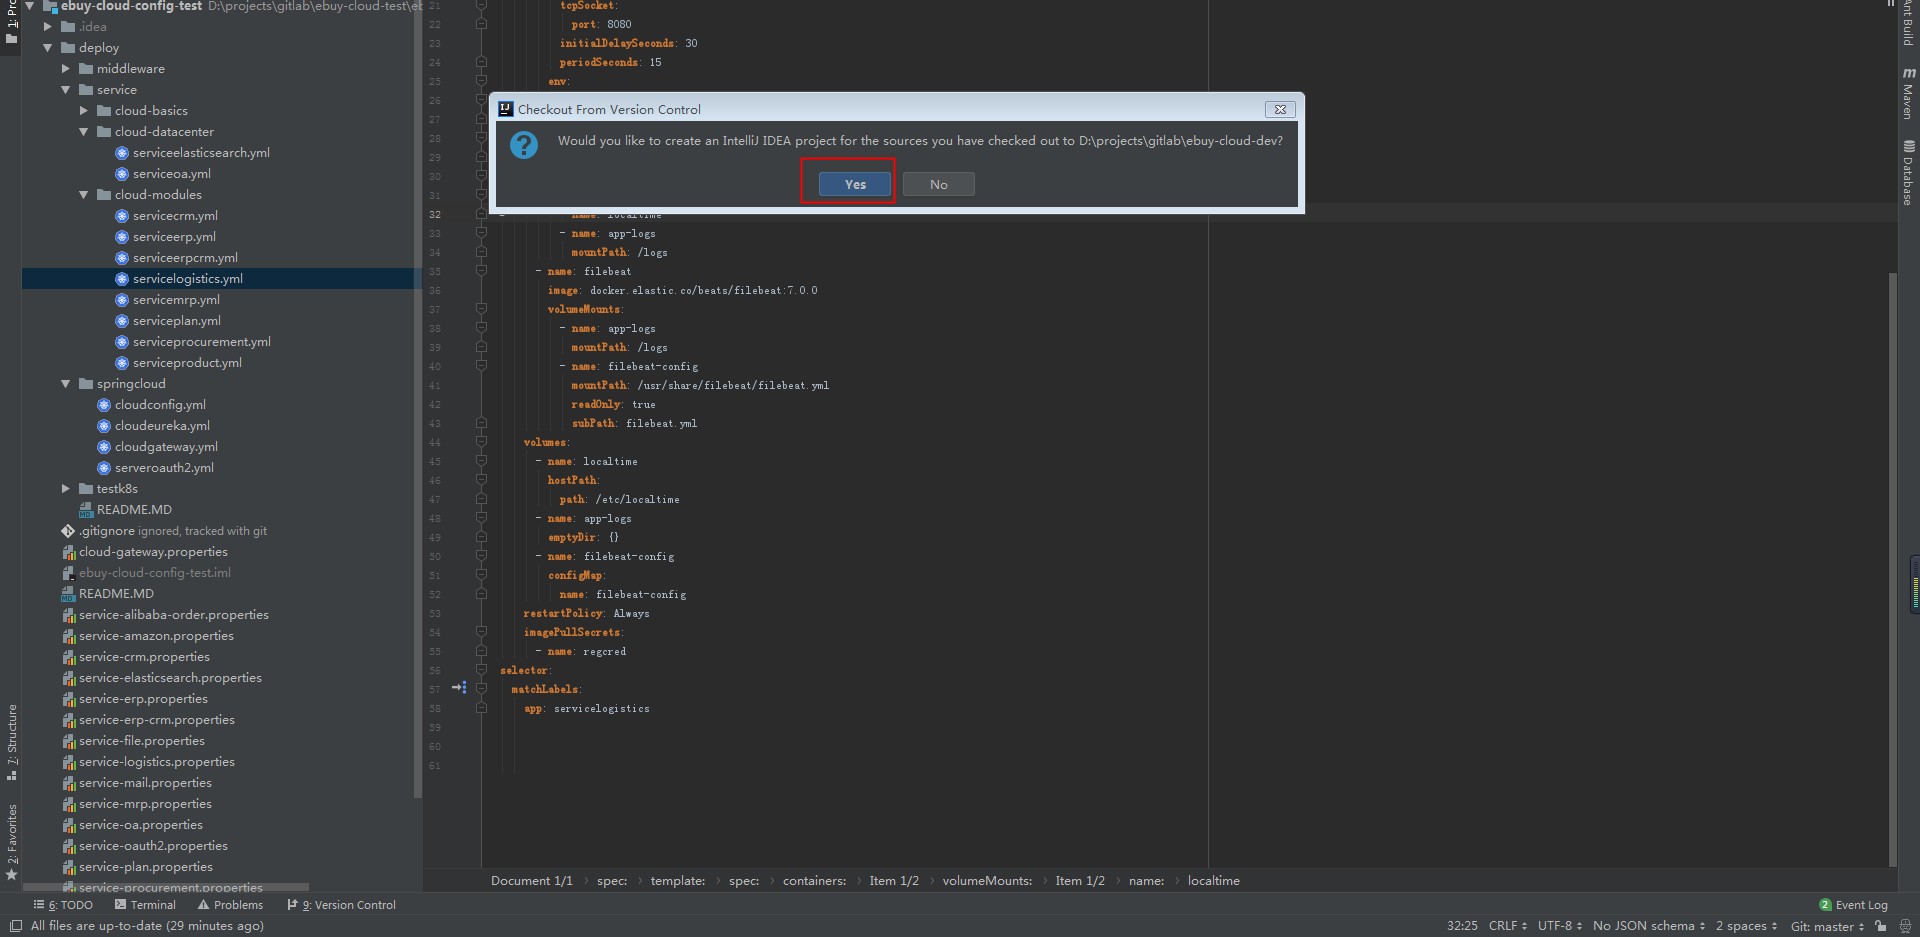 1: Pro
ebuy-cloud-config-test D:\projects\gitlab\ebuy-cloud-test\eb
.idea
deploy
middleware
service
cloud-basics
cloud-datacenter
serviceelasticsearch.yml
serviceoa.yml
cloud-modules
servicecrm.yml
serviceerp.yml
serviceerpcrm.yml
servicelogistics.yml
servicemrp.yml
serviceplan.yml
serviceprocurement.yml
serviceproduct.yml
springcloud
cloudconfig.yml
cloudeureka.yml
cloudgateway.yml
serveroauth2.yml
testk8s
README.MD
.gitignore ignored, tracked with git
cloud-gateway.properties
ebuy-cloud-config-test.iml
README.MD
service-alibaba-order.properties
service-amazon.properties
service-crm.properties
service-elasticsearch.properties
service-erp.properties
service-erp-crm.properties
service-file.properties
service-logistics.properties
service-mail.properties
service-mrp.properties
service-oa.properties
service-oauth2.properties
service-plan.properties
service-procurement.properties
7: Structure
2: Favorites
21 tcpSocket:
22 port: 8080
23 initialDelaySeconds: 30
24 periodSeconds: 15
25 env:
26
27
28
29
30
31
Checkout From Version Control
Would you like to create an IntelliJ IDEA project for the sources you have checked out to D:\projects\gitlab\ebuy-cloud-dev?
Yes
No
32 - name: localtime
33 - name: app-logs
34 mountPath: /logs
35 - name: filebeat
36 image: docker.elastic.co/beats/filebeat:7.0.0
37 volumeMounts:
38 - name: app-logs
39 mountPath: /logs
40 - name: filebeat-config
41 mountPath: /usr/share/filebeat/filebeat.yml
42 readOnly: true
43 subPath: filebeat.yml
44 volumes:
45 - name: localtime
46 hostPath:
47 path: /etc/localtime
48 - name: app-logs
49 emptyDir: {}
50 - name: filebeat-config
51 configMap:
52 name: filebeat-config
53 restartPolicy: Always
54 imagePullSecrets:
55 - name: regcred
56 selector:
57 matchLabels:
58 app: servicelogistics
59
60
61
Document 1/1 › spec: › template: › spec: › containers: › Item 1/2 › volumeMounts: › Item 1/2 › name: › localtime
Ant Build
Maven
Database
6: TODO
Terminal
Problems
9: Version Control
2 Event Log
All files are up-to-date (29 minutes ago)
32:25 CRLF UTF-8 No JSON schema 2 spaces Git: master